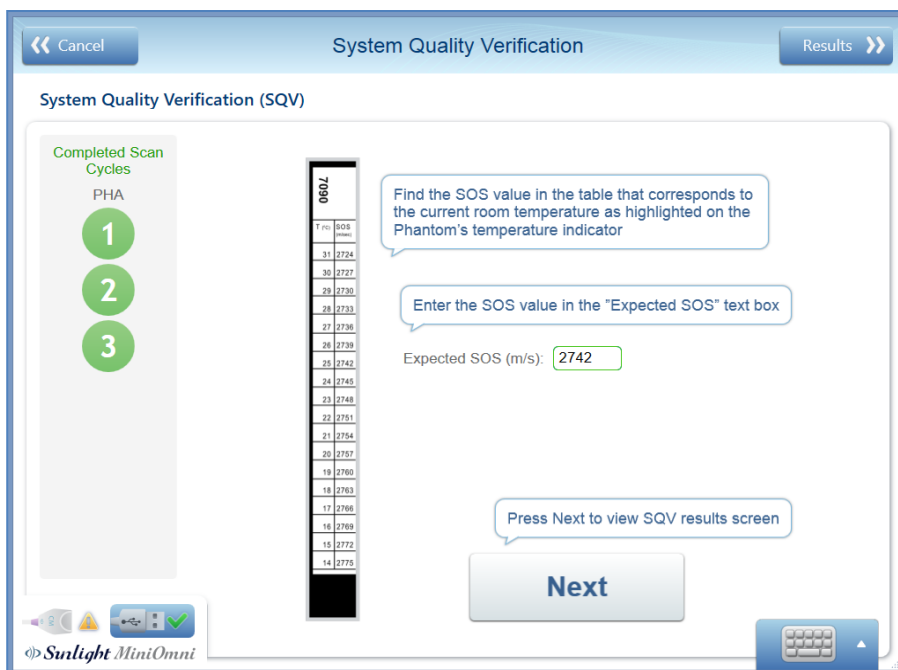 Cancel
System Quality Verification
Results
System Quality Verification (SQV)
Completed Scan
Cycles
PHA
1
2
3
7090
T (°C) SOS (m/sec)
31 2724
30 2727
29 2730
28 2733
27 2736
26 2739
25 2742
24 2745
23 2748
22 2751
21 2754
20 2757
19 2760
18 2763
17 2766
16 2769
15 2772
14 2775
Find the SOS value in the table that corresponds to
the current room temperature as highlighted on the
Phantom's temperature indicator
Enter the SOS value in the "Expected SOS" text box
Expected SOS (m/s): 2742
Press Next to view SQV results screen
Next
Sunlight MiniOmni